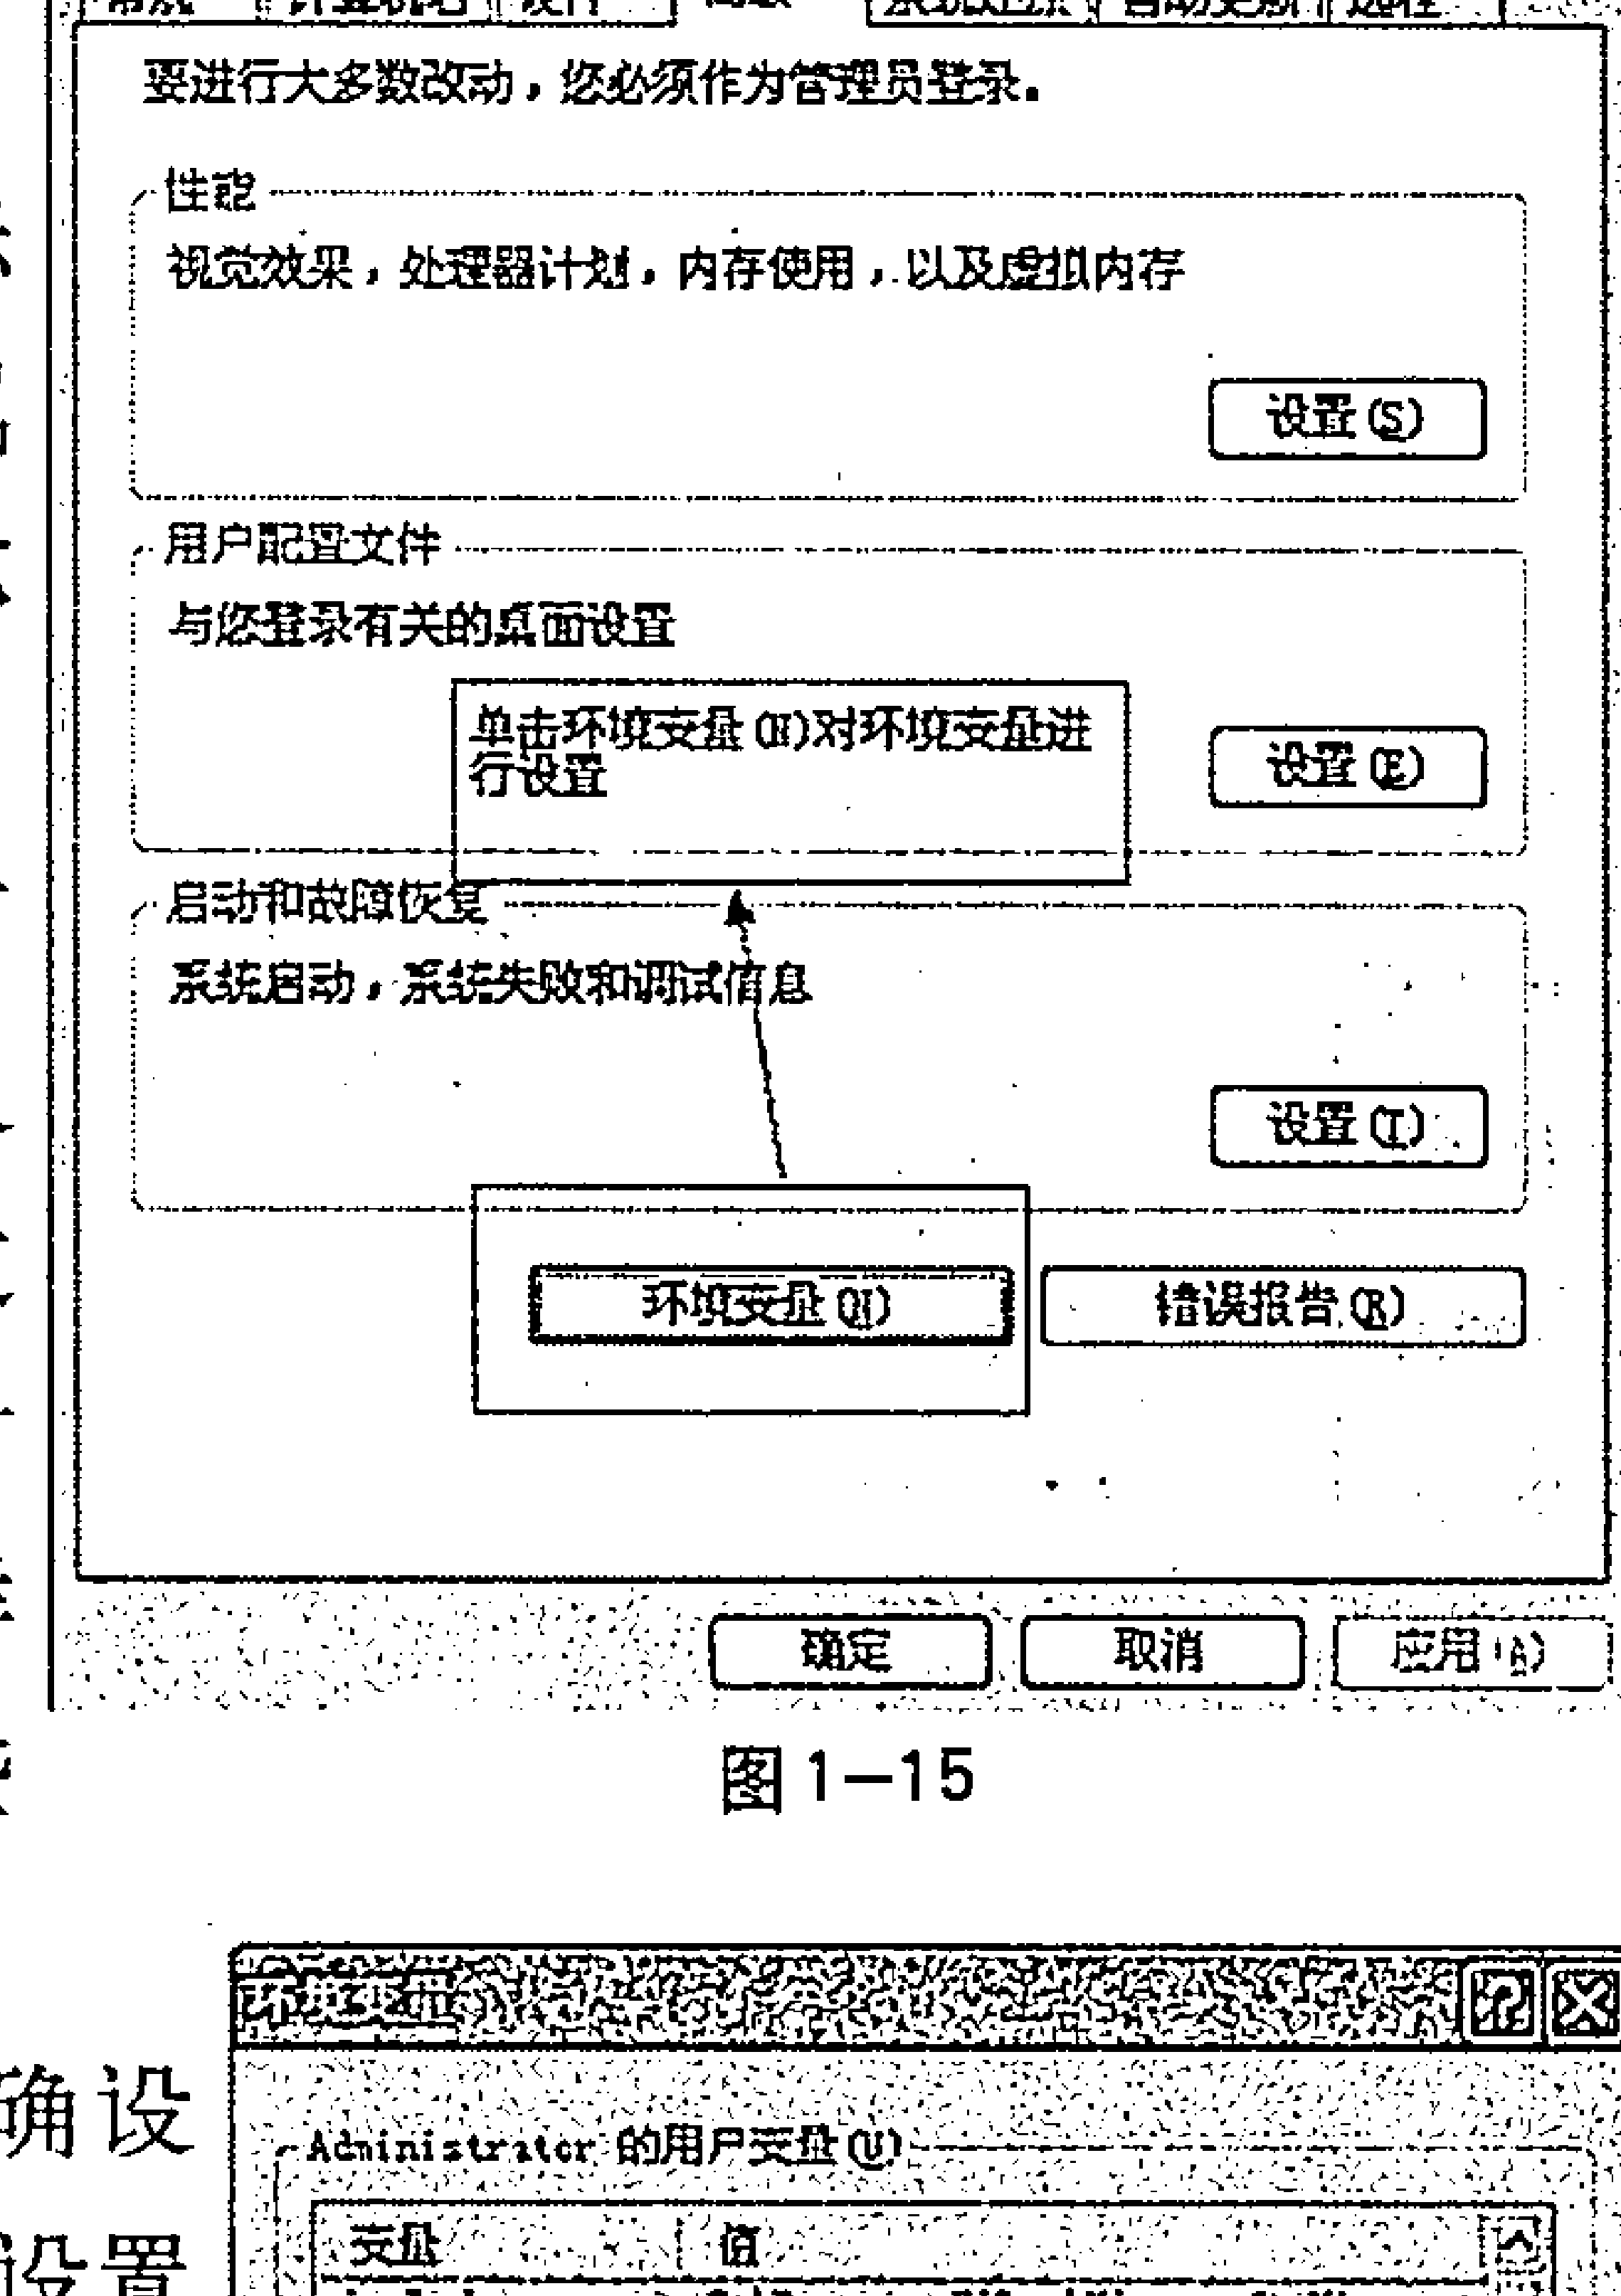 要进行大多数改动，您必须作为管理员登录。
性能
视觉效果，处理器计划，内存使用，以及虚拟内存
设置(S)
用户配置文件
与您登录有关的桌面设置
单击环境变量(N)对环境变量进
行设置
设置(E)
启动和故障恢复
系统启动，系统失败和调试信息
设置(T)
环境变量(N)
错误报告(R)
确定
取消
应用(A)
图1—15
环境变量
确设
Administrator 的用户变量(U)
设置
变量
值